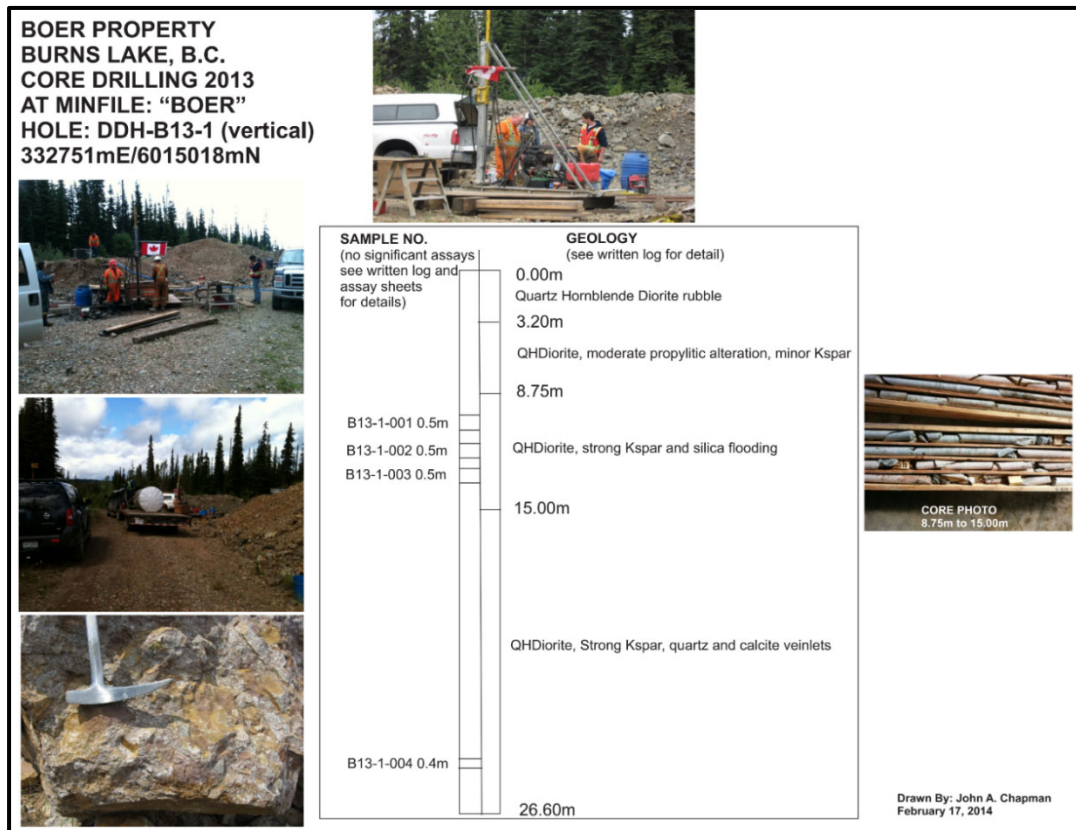 BOER PROPERTY
BURNS LAKE, B.C.
CORE DRILLING 2013
AT MINFILE: “BOER”
HOLE: DDH-B13-1 (vertical)
332751mE/6015018mN
SAMPLE NO.
(no significant assays
see written log and
assay sheets
for details)
GEOLOGY
(see written log for detail)
0.00m
Quartz Hornblende Diorite rubble
3.20m
QHDiorite, moderate propylitic alteration, minor Kspar
8.75m
B13-1-001 0.5m
B13-1-002 0.5m
QHDiorite, strong Kspar and silica flooding
B13-1-003 0.5m
15.00m
QHDiorite, Strong Kspar, quartz and calcite veinlets
B13-1-004 0.4m
26.60m
CORE PHOTO
8.75m to 15.00m
Drawn By: John A. Chapman
February 17, 2014